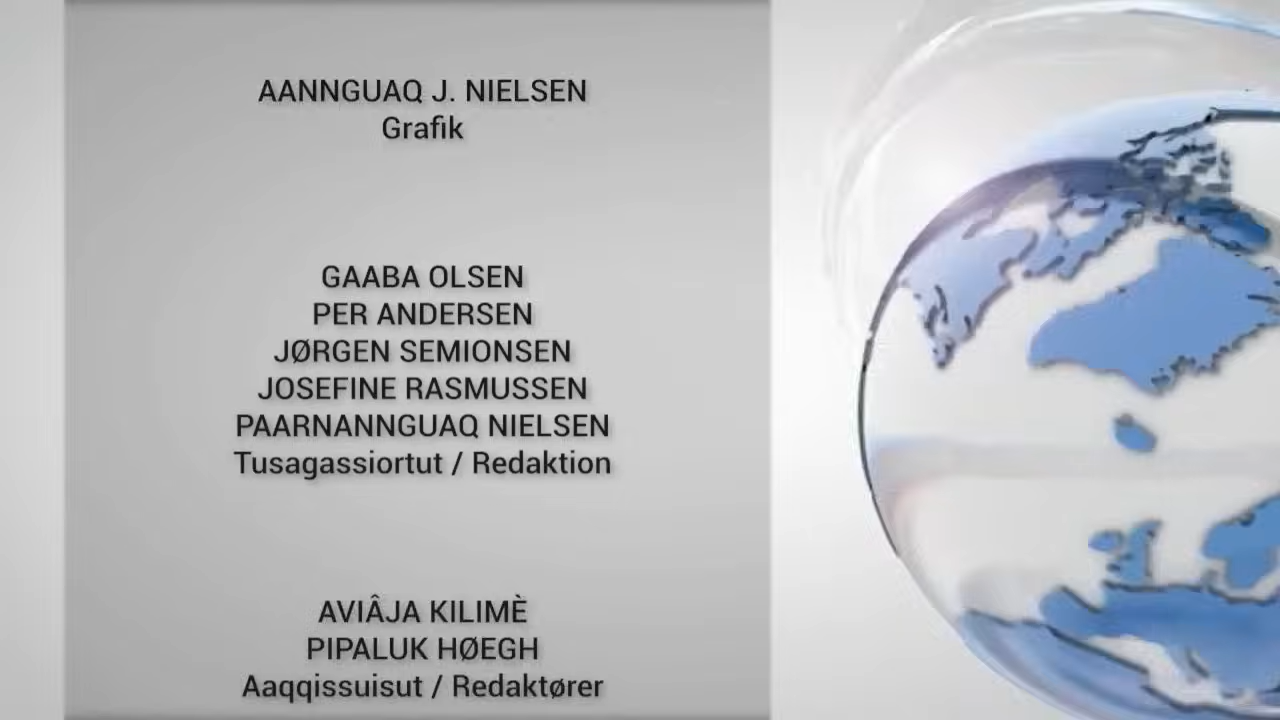 AANNGUAQ J. NIELSEN
Grafik
GAABA OLSEN
PER ANDERSEN
JØRGEN SEMIONSEN
JOSEFINE RASMUSSEN
PAARNANNGUAQ NIELSEN
Tusagassiortut / Redaktion
AVIÂJA KILIMÈ
PIPALUK HØEGH
Aaqqissuisut / Redaktører